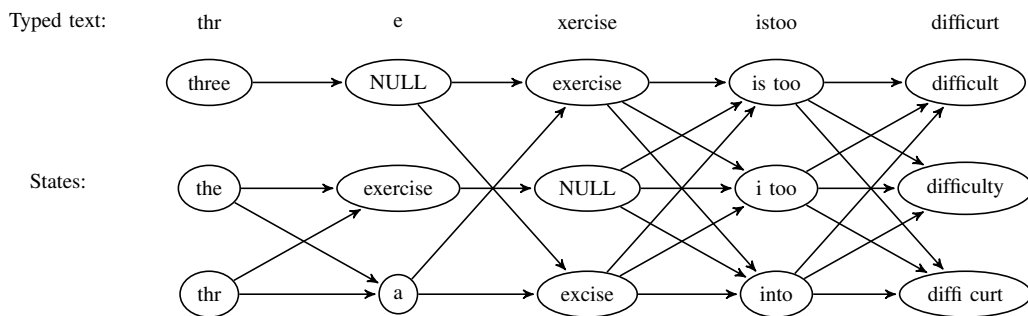 Typed text: thr e xercise istoo difficurt
three NULL exercise is too difficult
States: the exercise NULL i too difficulty
thr a excise into diffi curt